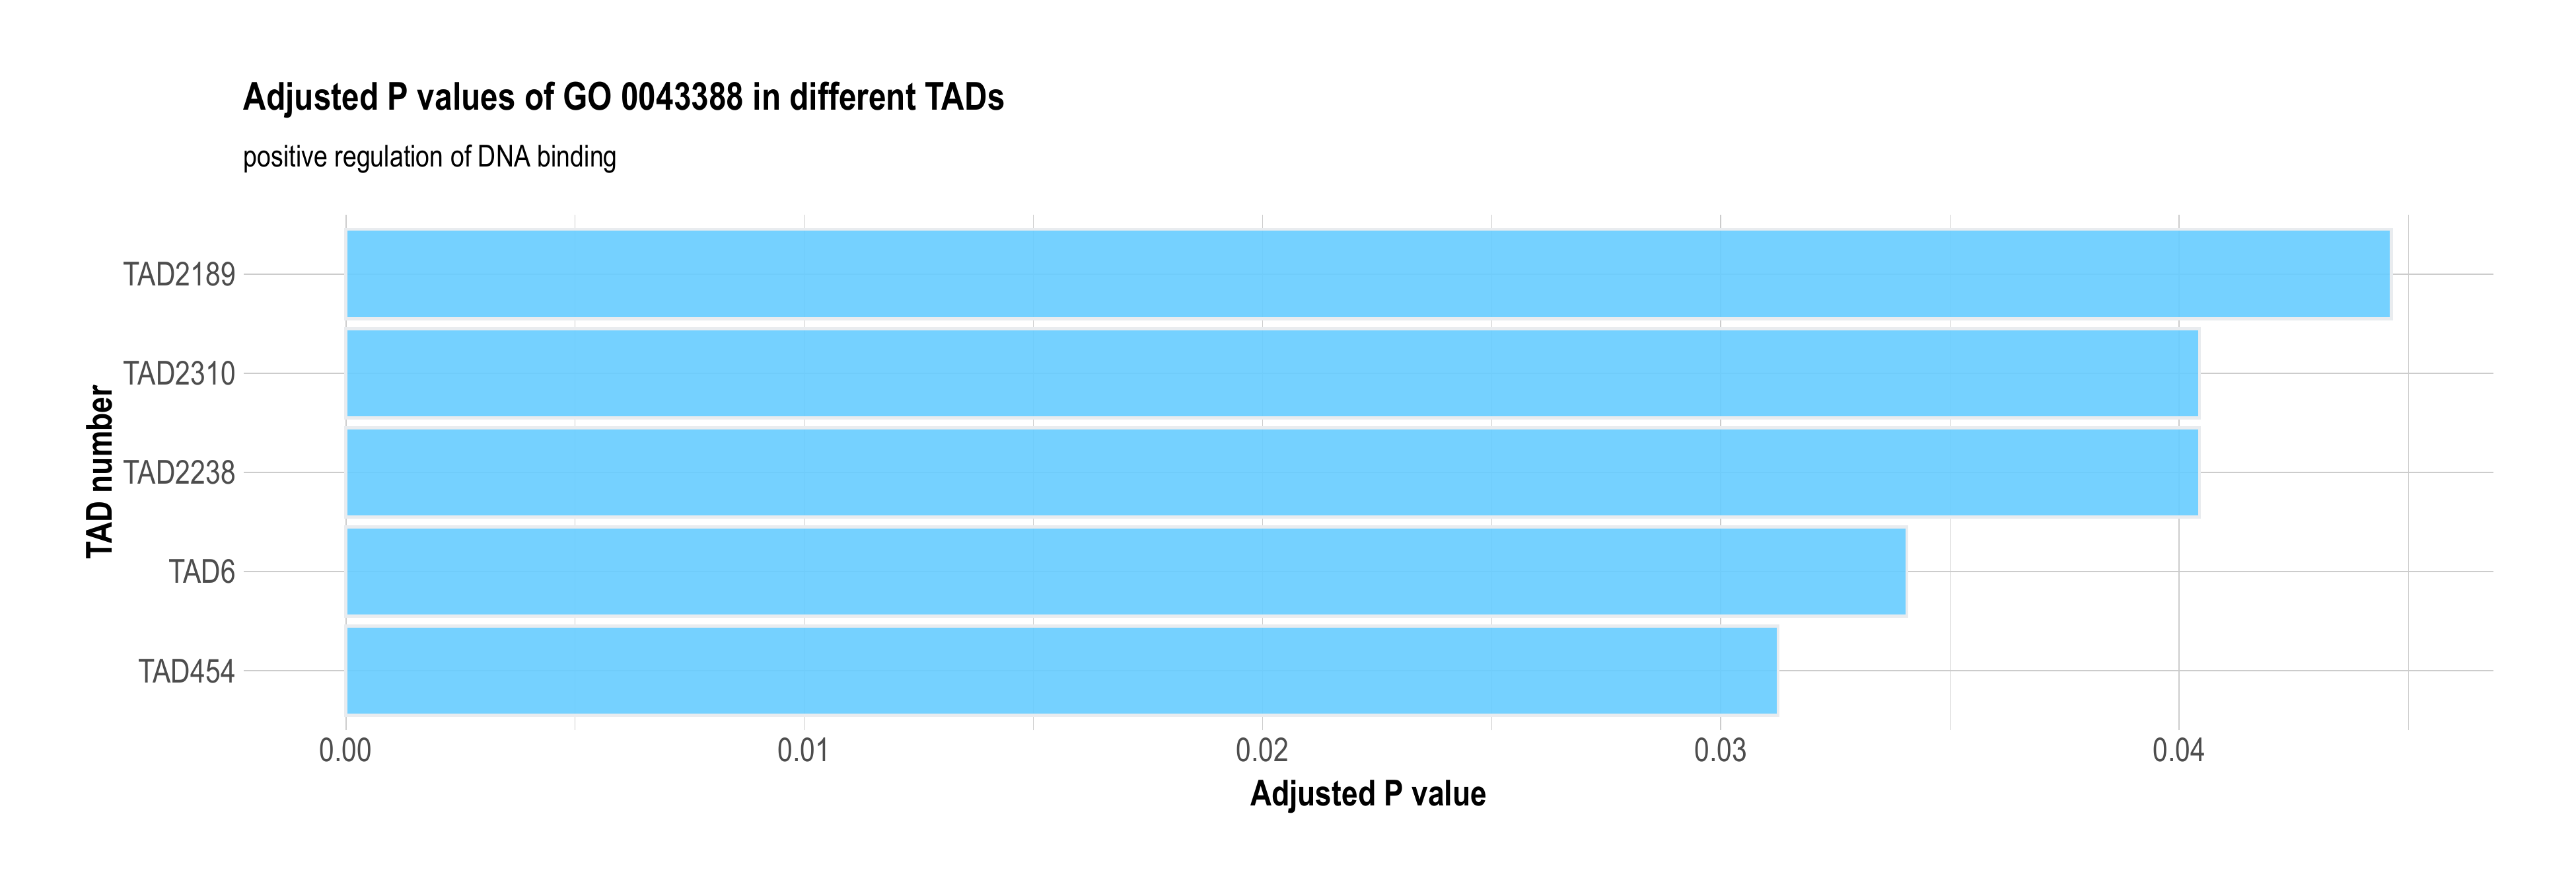 Adjusted P values of GO 0043388 in different TADs
positive regulation of DNA binding
TAD number
TAD2189
TAD2310
TAD2238
TAD6
TAD454
0.00 0.01 0.02 0.03 0.04
Adjusted P value